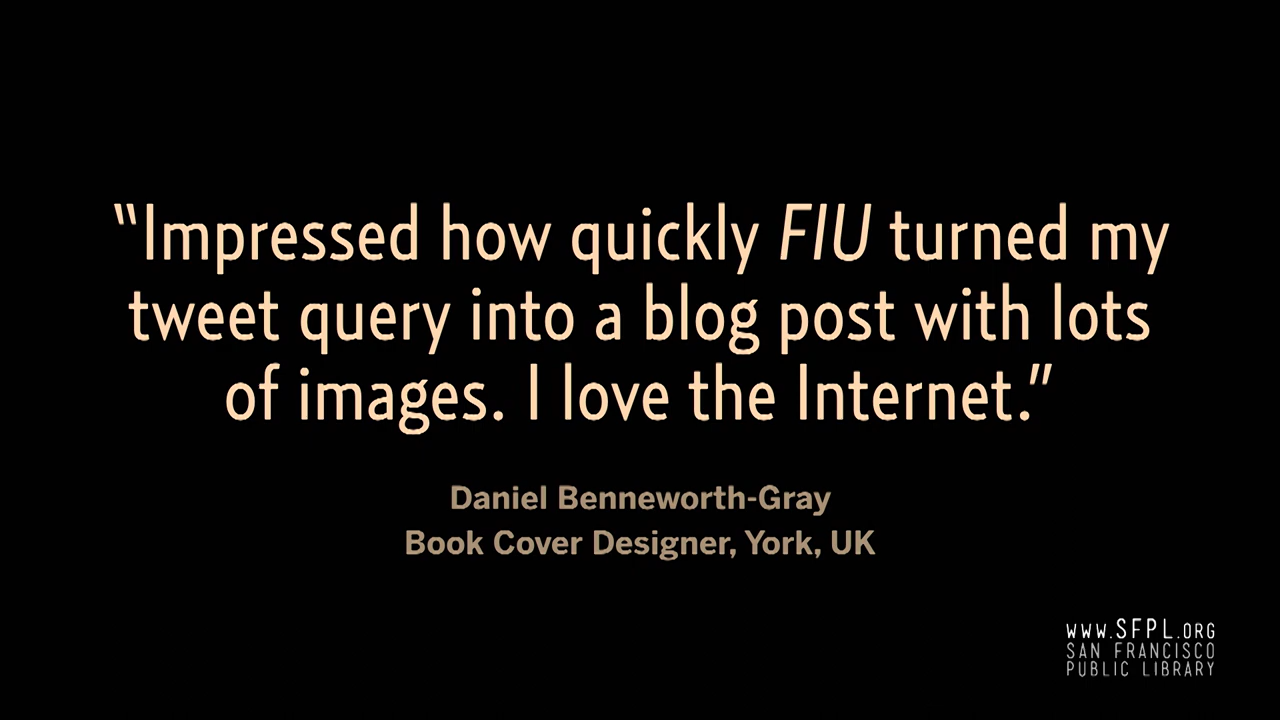 “Impressed how quickly FIU turned my
tweet query into a blog post with lots
of images. I love the Internet.”
Daniel Benneworth-Gray
Book Cover Designer, York, UK
WWW.SFPL.ORG
SAN FRANCISCO
PUBLIC LIBRARY